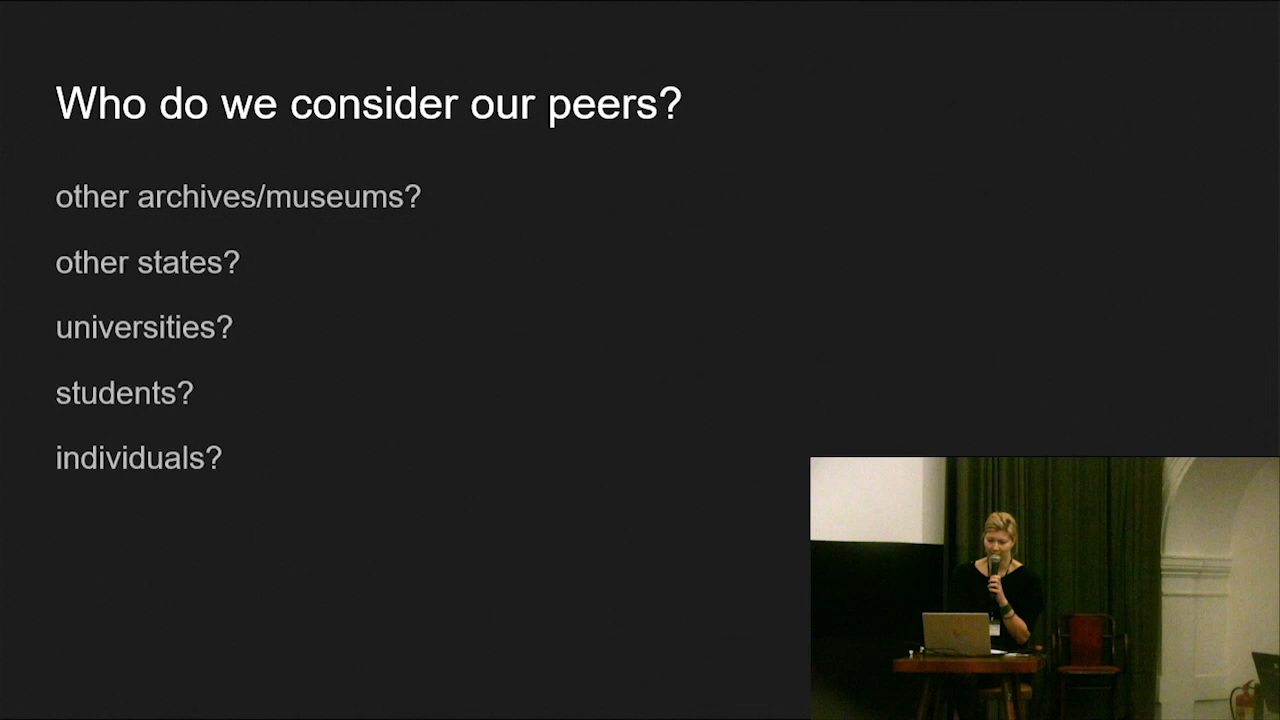 Who do we consider our peers?
other archives/museums?
other states?
universities?
students?
individuals?